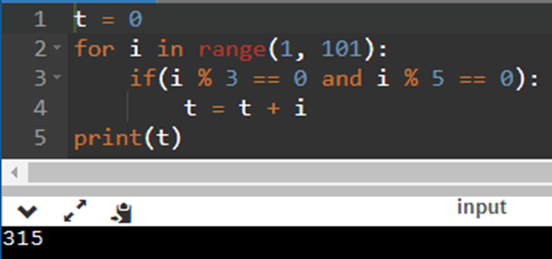 1 t = 0
2 for i in range(1, 101):
3     if(i % 3 == 0 and i % 5 == 0):
4         t = t + i
5 print(t)
input
315